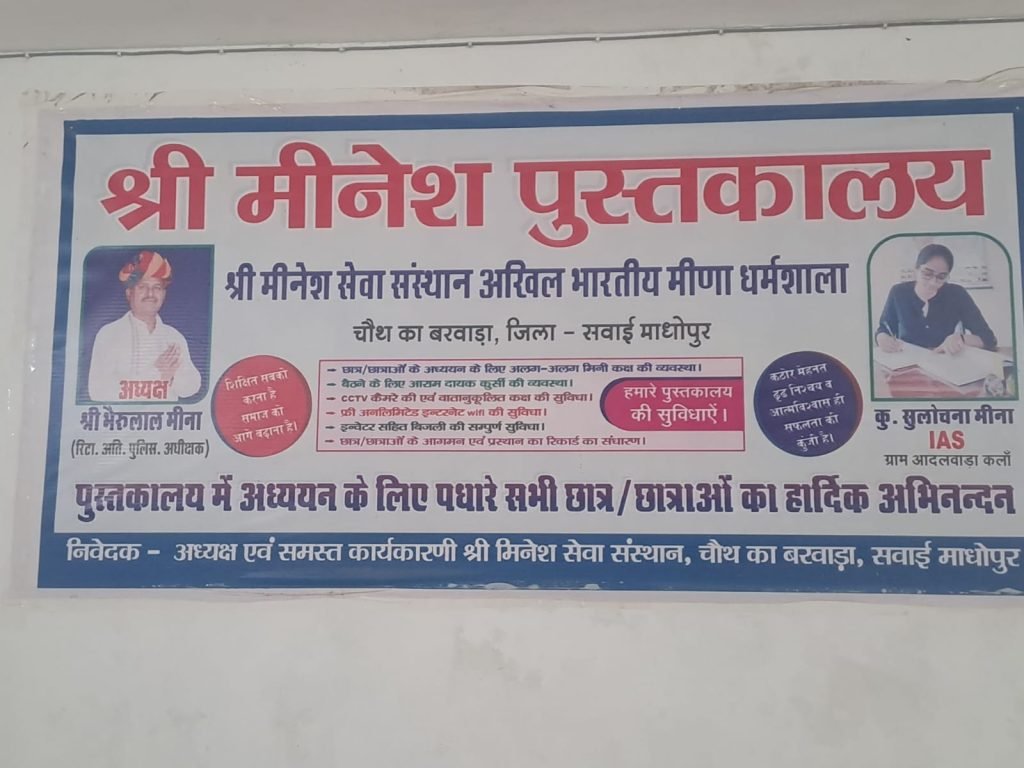 श्री मीनेश पुस्तकालय
श्री मीनेश सेवा संस्थान अखिल भारतीय मीणा धर्मशाला
चौथ का बरवाड़ा, जिला – सवाई माधोपुर
अध्यक्ष
श्री भैरुलाल मीना
(रिटा. अति. पुलिस. अधीक्षक)
शिक्षित सबको
करना है
समाज को
आगे बढ़ाना है।
→ छात्र/छात्राओं के अध्ययन के लिए अलग-अलग मिनी कक्ष की व्यवस्था।
→ बैठने के लिए आराम दायक कुर्सी की व्यवस्था।
→ CCTV कैमरे की एवं वातानुकूलित कक्ष की सुविधा।
→ फ्री अनलिमिटेड इन्टरनेट wifi की सुविधा।
→ इन्वेटर सहित बिजली की सम्पुर्ण सुविधा।
→ छात्र/छात्राओं के आगमन एवं प्रस्थान का रिकार्ड का संधारण।
हमारे पुस्तकालय
की सुविधाऐं।
कठोर मेहनत
दृढ़ निश्चय व
आत्मविश्वास ही
सफलता की
कुंजी है।
कु. सुलोचना मीना
IAS
ग्राम आदलवाड़ा कलाँ
पुस्तकालय में अध्ययन के लिए पधारे सभी छात्र/छात्राओं का हार्दिक अभिनन्दन
निवेदक – अध्यक्ष एवं समस्त कार्यकारणी श्री मिनेश सेवा संस्थान, चौथ का बरवाड़ा, सवाई माधोपुर